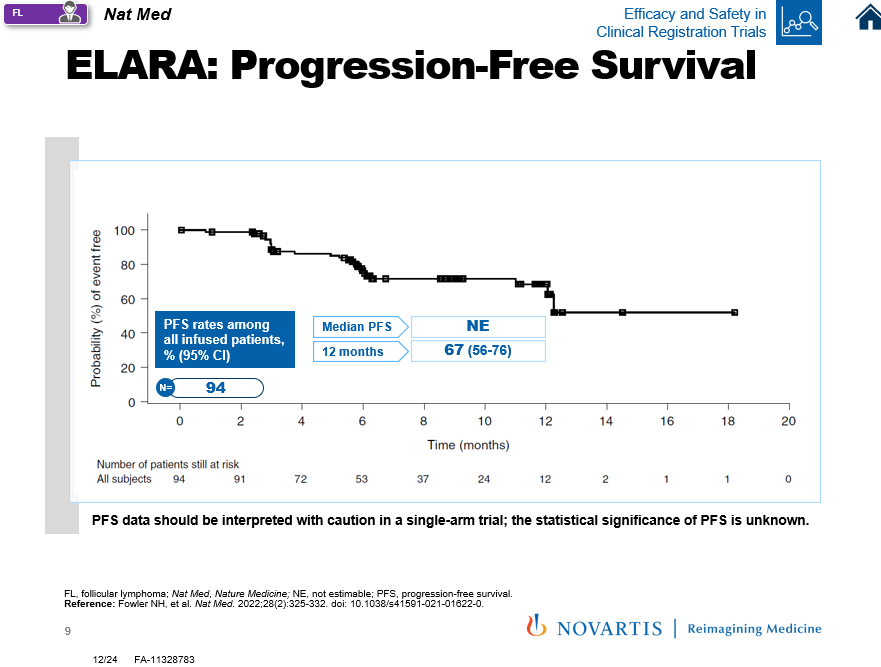 FL
Nat Med
Efficacy and Safety in
Clinical Registration Trials
ELARA: Progression-Free Survival
Probability (%) of event free
100
80
60
40
20
0
PFS rates among
all infused patients,
% (95% CI)
N=
94
Median PFS
NE
12 months
67 (56-76)
0 2 4 6 8 10 12 14 16 18 20
Time (months)
Number of patients still at risk
All subjects 94 91 72 53 37 24 12 2 1 1 0
PFS data should be interpreted with caution in a single-arm trial; the statistical significance of PFS is unknown.
FL, follicular lymphoma; Nat Med, Nature Medicine; NE, not estimable; PFS, progression-free survival.
Reference: Fowler NH, et al. Nat Med. 2022;28(2):325-332. doi: 10.1038/s41591-021-01622-0.
9
NOVARTIS | Reimagining Medicine
12/24 FA-11328783